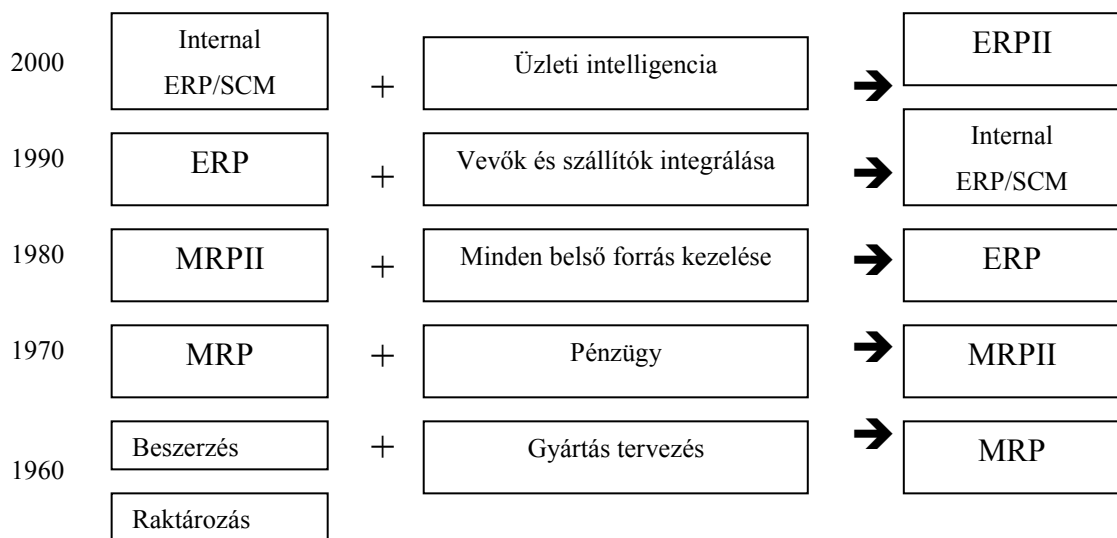 2000
Internal
ERP/SCM
+
Üzleti intelligencia
ERPII
1990
ERP
+
Vevők és szállítók integrálása
Internal
ERP/SCM
1980
MRPII
+
Minden belső forrás kezelése
ERP
1970
MRP
+
Pénzügy
MRPII
1960
Beszerzés
Raktározás
+
Gyártás tervezés
MRP